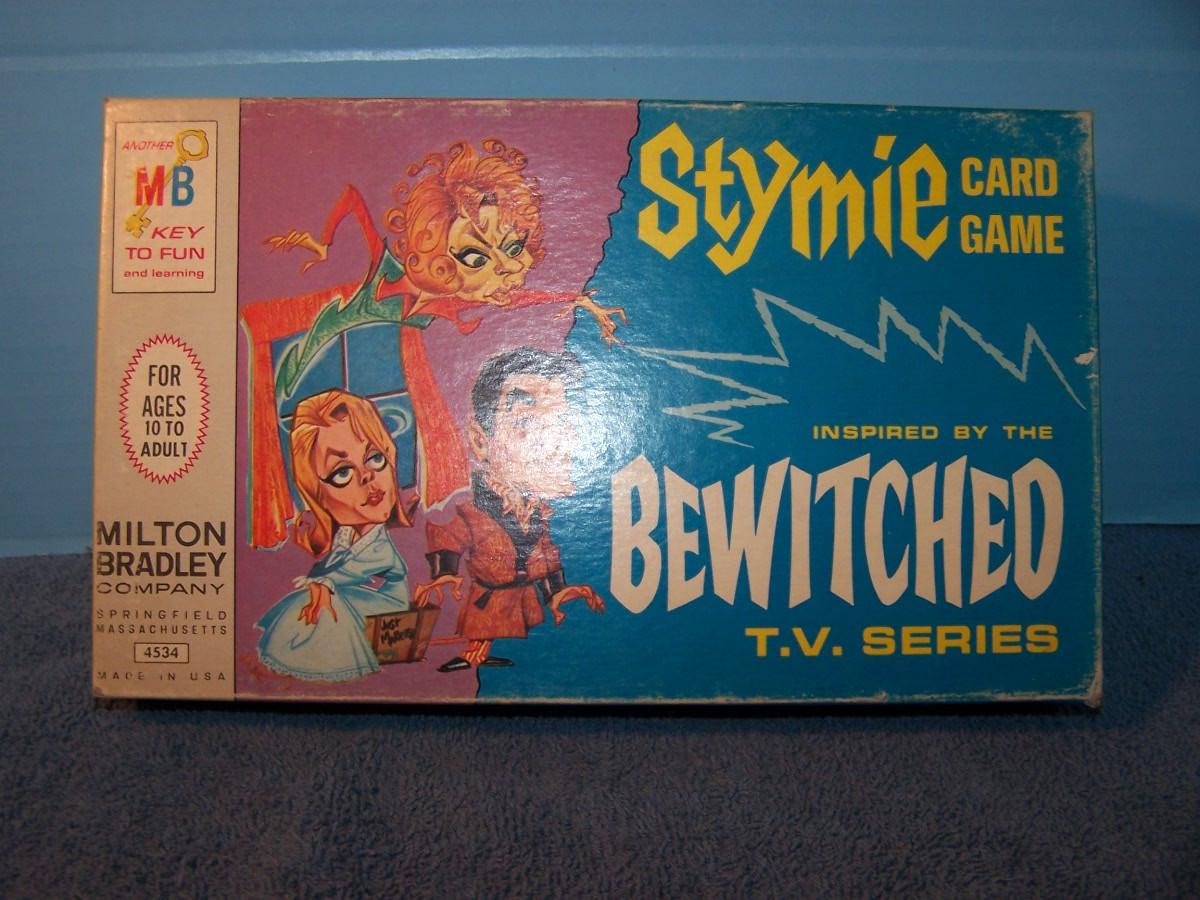 ANOTHER
MB
KEY
TO FUN
and learning
FOR
AGES
10 TO
ADULT
MILTON
BRADLEY
COMPANY
SPRINGFIELD
MASSACHUSETTS
4534
MADE IN USA
JUST
MARRIED
Stymie CARD
GAME
INSPIRED BY THE
BEWITCHED
T.V. SERIES